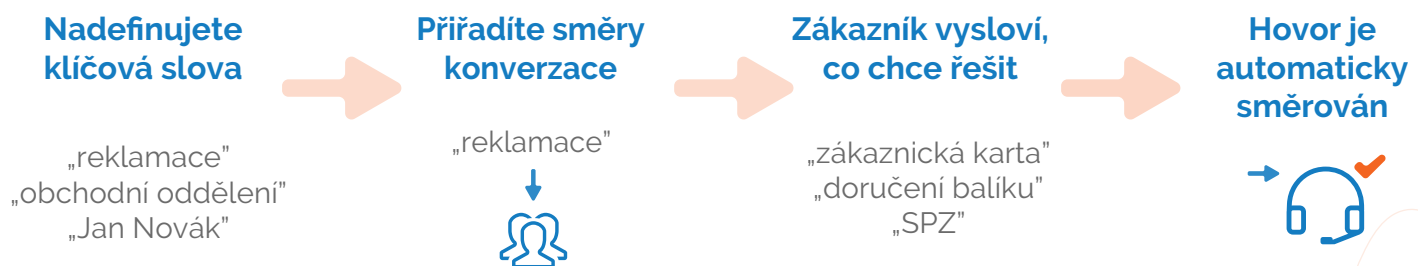 Nadefinujete
klíčová slova
„reklamace”
„obchodní oddělení”
„Jan Novák”
Přiřadíte směry
konverzace
„reklamace”
Zákazník vysloví,
co chce řešit
„zákaznická karta”
„doručení balíku”
„SPZ”
Hovor je
automaticky
směrován